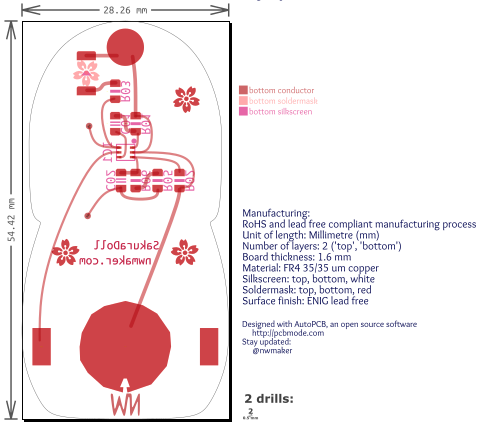 28.26 mm
54.42 mm
bottom conductor
bottom soldermask
bottom silkscreen
SakuraDoll
nwmaker.com
Manufacturing:
RoHS and lead free compliant manufacturing process
Unit of length: Millimetre (mm)
Number of layers: 2 ('top', 'bottom')
Board thickness: 1.6 mm
Material: FR4 35/35 um copper
Silkscreen: top, bottom, white
Soldermask: top, bottom, red
Surface finish: ENIG lead free
Designed with AutoPCB, an open source software
http://pcbmode.com
Stay updated:
@nwmaker
2 drills:
2